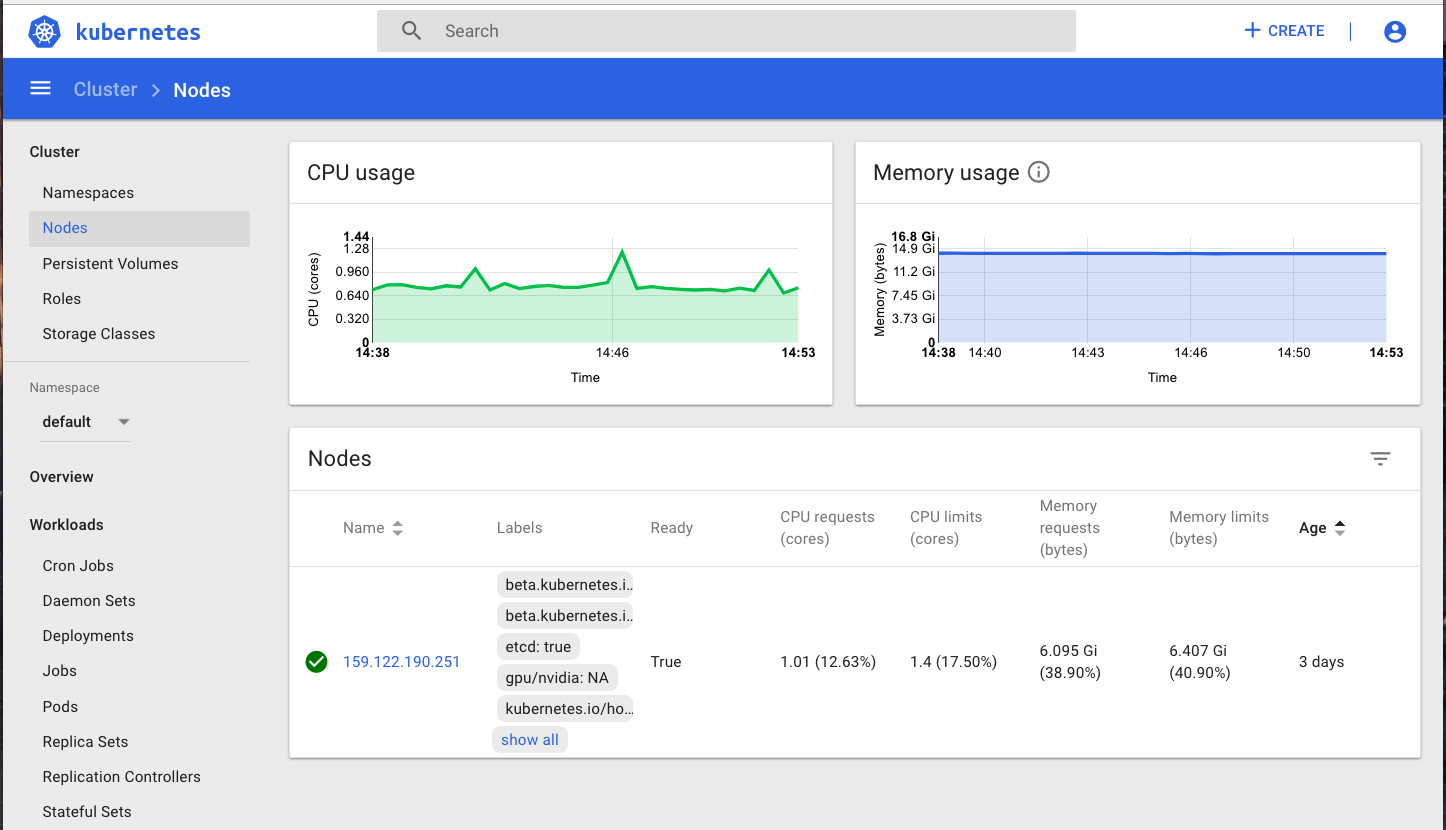 kubernetes
Search
CREATE
Cluster > Nodes
Cluster
Namespaces
Nodes
Persistent Volumes
Roles
Storage Classes
Namespace
default
Overview
Workloads
Cron Jobs
Daemon Sets
Deployments
Jobs
Pods
Replica Sets
Replication Controllers
Stateful Sets
CPU usage
CPU (cores)
1.44
1.28
0.960
0.640
0.320
0
14:38
14:46
14:53
Time
Memory usage
Memory (bytes)
16.8 Gi
14.9 Gi
11.2 Gi
7.45 Gi
3.73 Gi
0
14:38
14:40
14:43
14:46
14:50
14:53
Time
Nodes
Name
Labels
Ready
CPU requests
(cores)
CPU limits
(cores)
Memory
requests
(bytes)
Memory limits
(bytes)
Age
159.122.190.251
beta.kubernetes.i..
beta.kubernetes.i..
etcd: true
gpu/nvidia: NA
kubernetes.io/ho...
show all
True
1.01 (12.63%)
1.4 (17.50%)
6.095 Gi
(38.90%)
6.407 Gi
(40.90%)
3 days